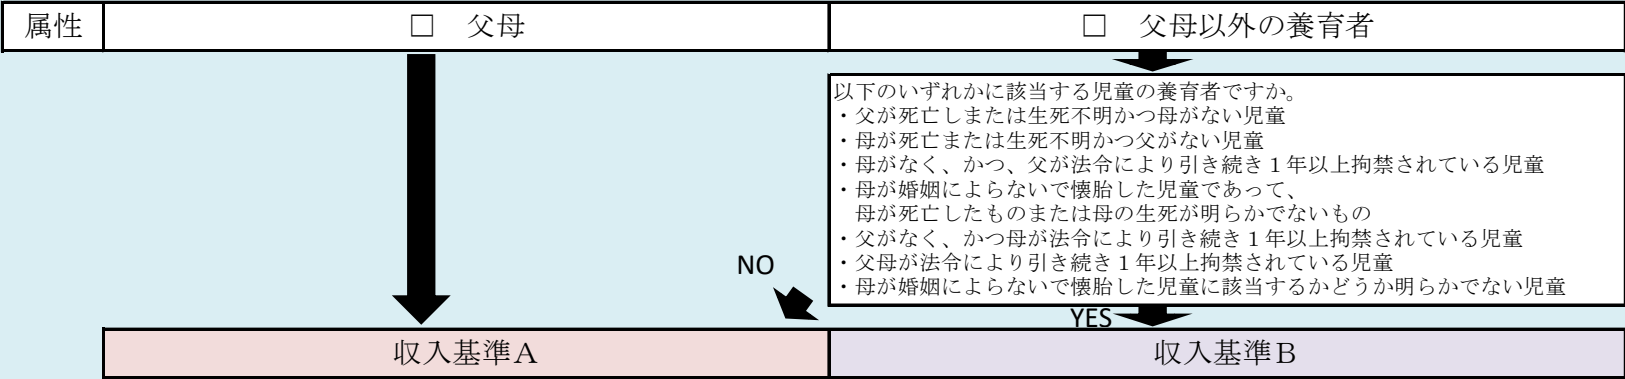 属性
□ 父母
□ 父母以外の養育者
以下のいずれかに該当する児童の養育者ですか。
・父が死亡しまたは生死不明かつ母がない児童
・母が死亡または生死不明かつ父がない児童
・母がなく、かつ、父が法令により引き続き１年以上拘禁されている児童
・母が婚姻によらないで懐胎した児童であって、
　母が死亡したものまたは母の生死が明らかでないもの
・父がなく、かつ母が法令により引き続き１年以上拘禁されている児童
・父母が法令により引き続き１年以上拘禁されている児童
・母が婚姻によらないで懐胎した児童に該当するかどうか明らかでない児童
NO
YES
収入基準Ａ
収入基準Ｂ